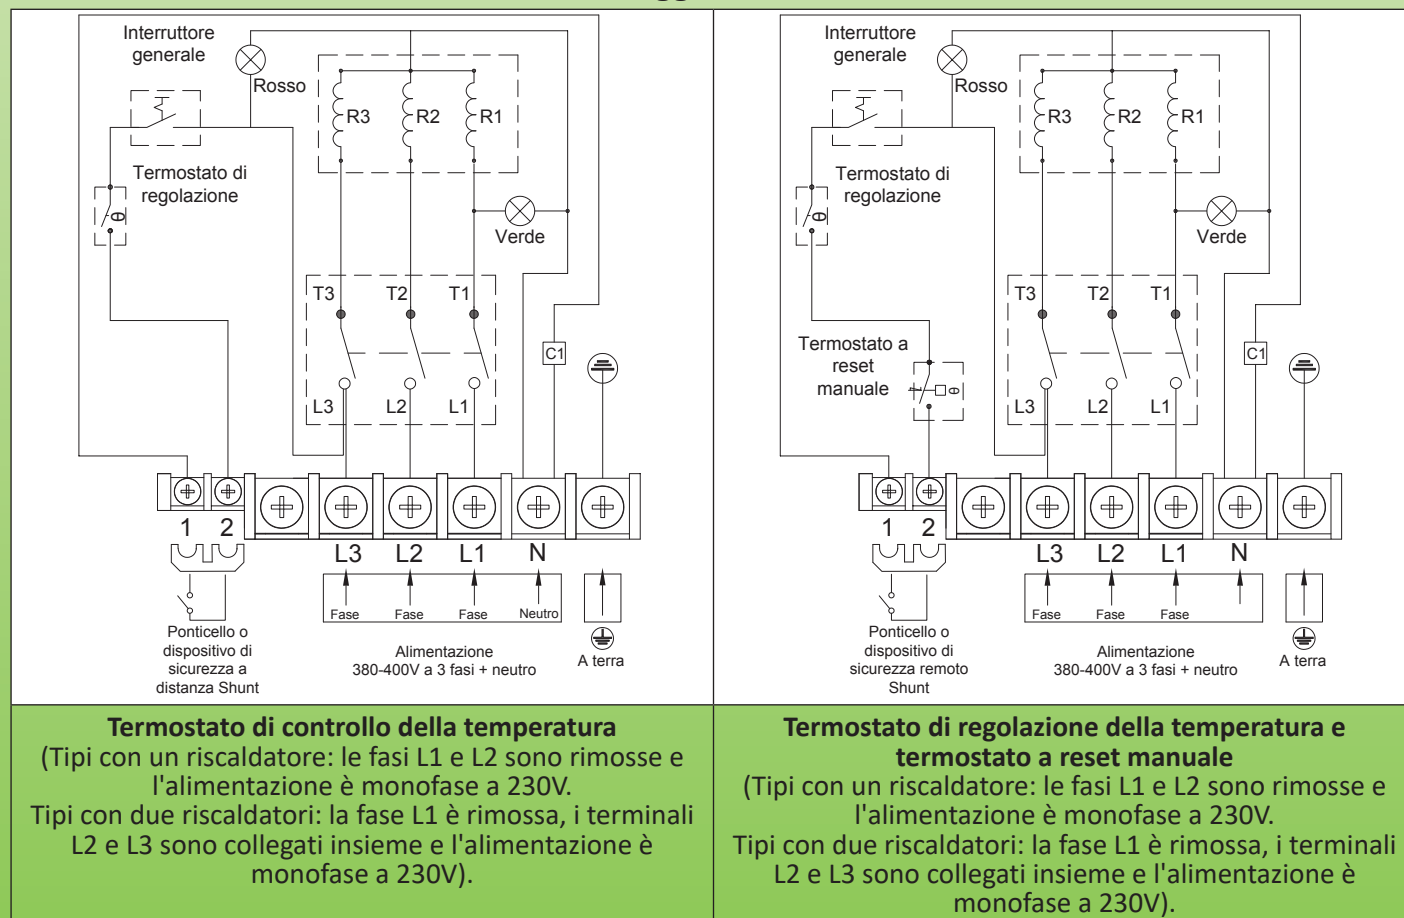 Interruttore
generale
Rosso
R3
R2
R1
Termostato di
regolazione
θ
Verde
T3
T2
T1
C1
L3
L2
L1
1
2
L3
L2
L1
N
Fase
Fase
Fase
Neutro
Ponticello o
dispositivo di
sicurezza a
distanza Shunt
Alimentazione
380-400V a 3 fasi + neutro
A terra
Termostato di controllo della temperatura
(Tipi con un riscaldatore: le fasi L1 e L2 sono rimosse e
l'alimentazione è monofase a 230V.
Tipi con due riscaldatori: la fase L1 è rimossa, i terminali
L2 e L3 sono collegati insieme e l'alimentazione è
monofase a 230V).
Interruttore
generale
Rosso
R3
R2
R1
Termostato di
regolazione
θ
Verde
T3
T2
T1
Termostato a
reset
manuale
θ
C1
L3
L2
L1
1
2
L3
L2
L1
N
Fase
Fase
Fase
Ponticello o
dispositivo di
sicurezza remoto
Shunt
Alimentazione
380-400V a 3 fasi + neutro
A terra
Termostato di regolazione della temperatura e
termostato a reset manuale
(Tipi con un riscaldatore: le fasi L1 e L2 sono rimosse e
l'alimentazione è monofase a 230V.
Tipi con due riscaldatori: la fase L1 è rimossa, i terminali
L2 e L3 sono collegati insieme e l'alimentazione è
monofase a 230V).